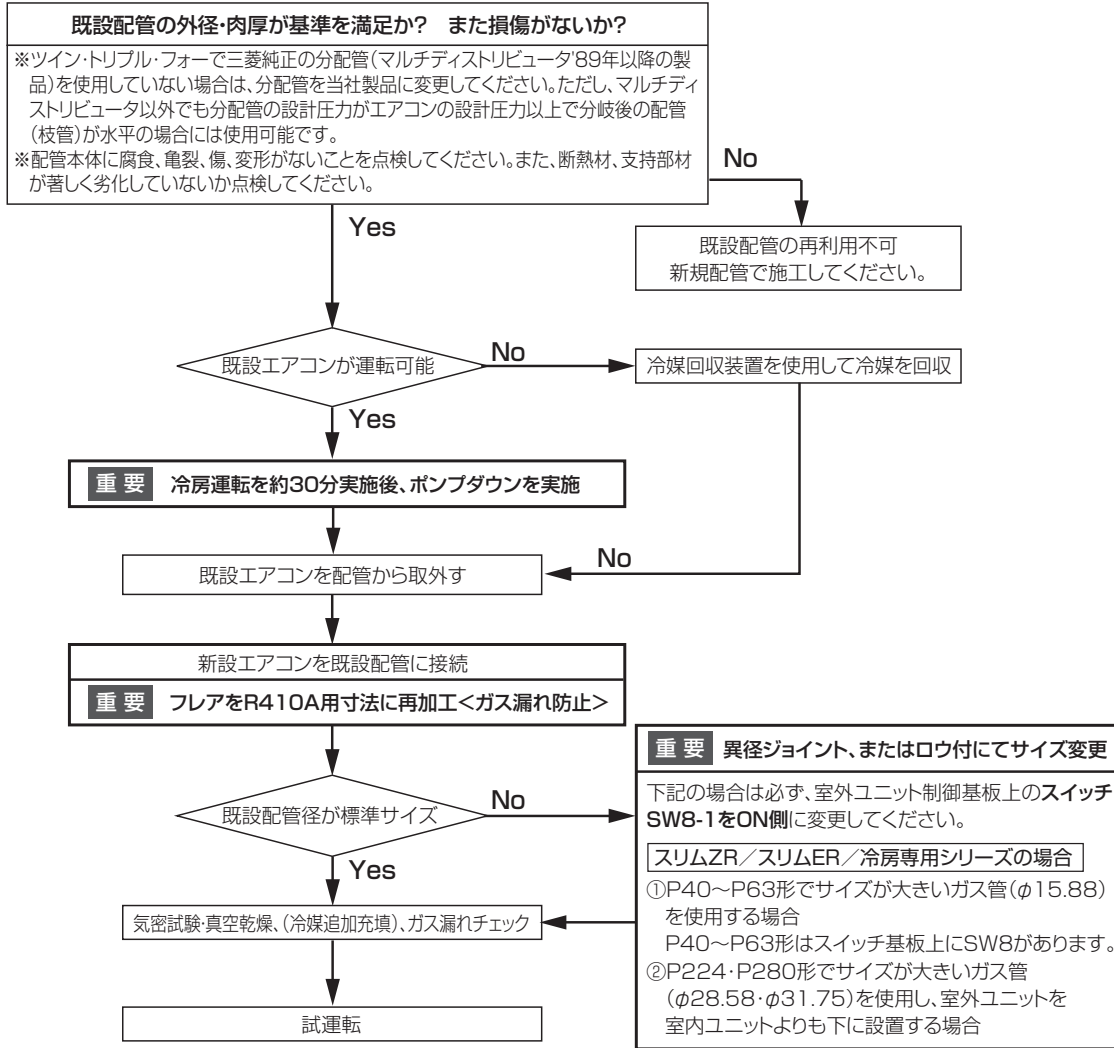 既設配管の外径・肉厚が基準を満足か?　また損傷がないか?
※ツイン・トリプル・フォーで三菱純正の分配管(マルチディストリビュータ'89年以降の製
品)を使用していない場合は、分配管を当社製品に変更してください。ただし、マルチディ
ストリビュータ以外でも分配管の設計圧力がエアコンの設計圧力以上で分岐後の配管
(枝管)が水平の場合には使用可能です。
※配管本体に腐食、亀裂、傷、変形がないことを点検してください。また、断熱材、支持部材
が著しく劣化していないか点検してください。
No
Yes
既設配管の再利用不可
新規配管で施工してください。
既設エアコンが運転可能
No
冷媒回収装置を使用して冷媒を回収
Yes
重要 冷房運転を約30分実施後、ポンプダウンを実施
No
既設エアコンを配管から取外す
新設エアコンを既設配管に接続
重要 フレアをR410A用寸法に再加工<ガス漏れ防止>
既設配管径が標準サイズ
No
Yes
重要 異径ジョイント、またはロウ付にてサイズ変更
下記の場合は必ず、室外ユニット制御基板上のスイッチ
SW8-1をON側に変更してください。
スリムZR/スリムER/冷房専用シリーズの場合
①P40~P63形でサイズが大きいガス管(φ15.88)
を使用する場合
P40~P63形はスイッチ基板上にSW8があります。
②P224・P280形でサイズが大きいガス管
(φ28.58・φ31.75)を使用し、室外ユニットを
室内ユニットよりも下に設置する場合
気密試験・真空乾燥、(冷媒追加充填)、ガス漏れチェック
試運転